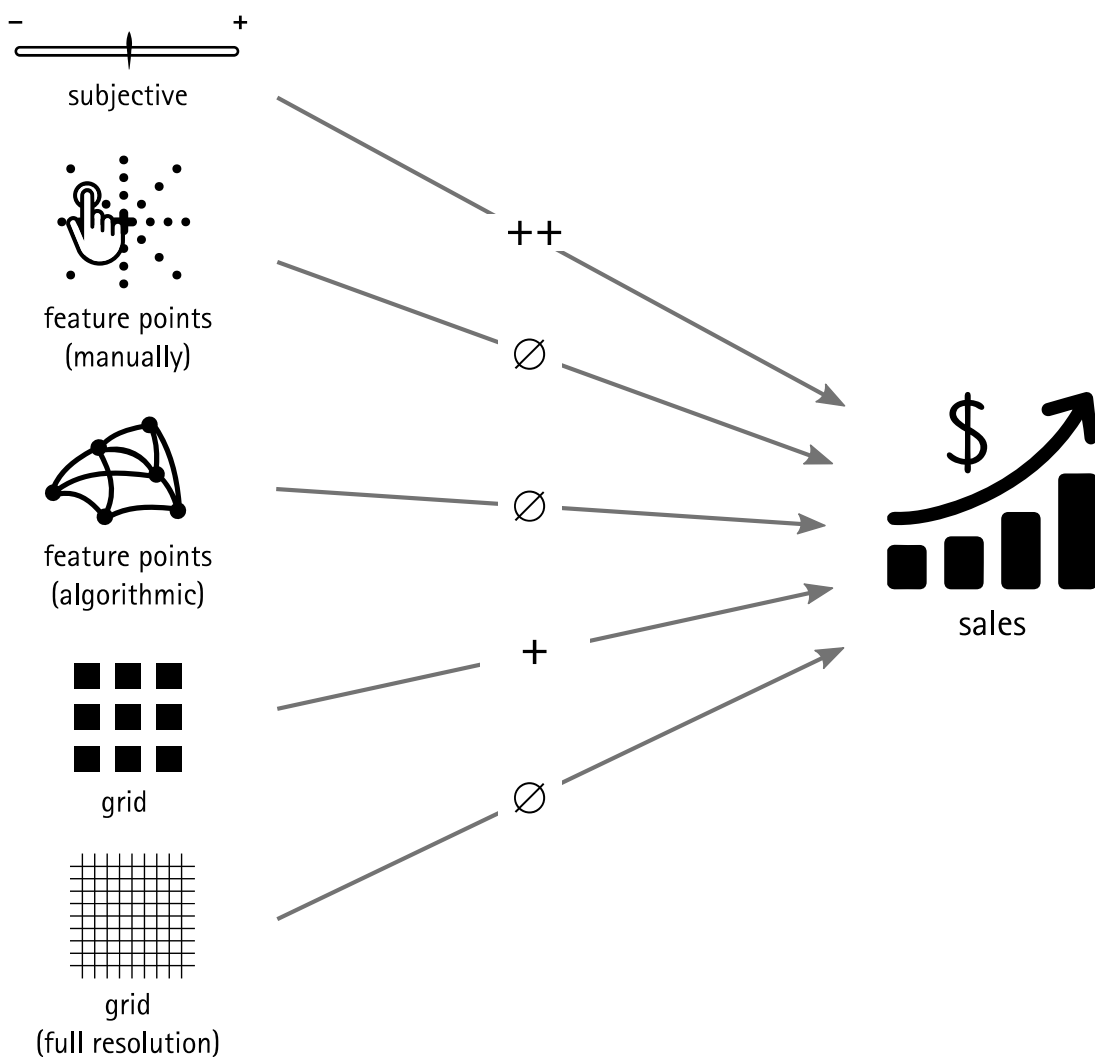 − +
subjective
feature points
(manually)
feature points
(algorithmic)
grid
grid
(full resolution)
++
∅
∅
+
∅
$
sales